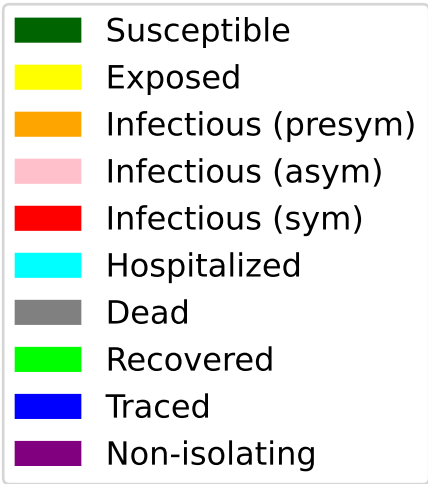 Susceptible
Exposed
Infectious (presym)
Infectious (asym)
Infectious (sym)
Hospitalized
Dead
Recovered
Traced
Non-isolating